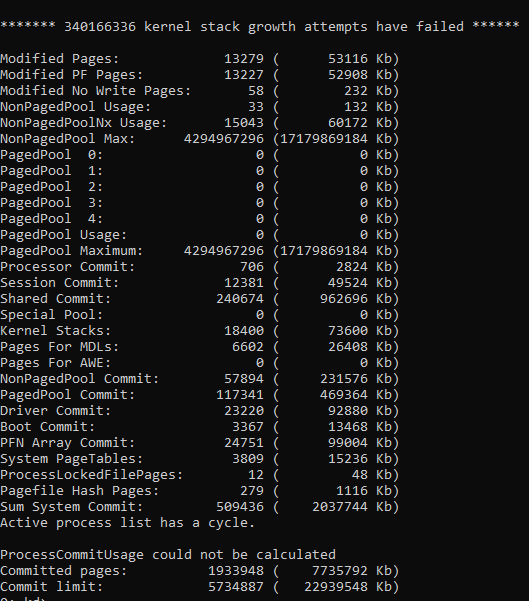 ******* 340166336 kernel stack growth attempts have failed ******
Modified Pages: 13279 ( 53116 Kb)
Modified PF Pages: 13227 ( 52908 Kb)
Modified No Write Pages: 58 ( 232 Kb)
NonPagedPool Usage: 33 ( 132 Kb)
NonPagedPoolNx Usage: 15043 ( 60172 Kb)
NonPagedPool Max: 4294967296 (17179869184 Kb)
PagedPool 0: 0 ( 0 Kb)
PagedPool 1: 0 ( 0 Kb)
PagedPool 2: 0 ( 0 Kb)
PagedPool 3: 0 ( 0 Kb)
PagedPool 4: 0 ( 0 Kb)
PagedPool Usage: 0 ( 0 Kb)
PagedPool Maximum: 4294967296 (17179869184 Kb)
Processor Commit: 706 ( 2824 Kb)
Session Commit: 12381 ( 49524 Kb)
Shared Commit: 240674 ( 962696 Kb)
Special Pool: 0 ( 0 Kb)
Kernel Stacks: 18400 ( 73600 Kb)
Pages For MDLs: 6602 ( 26408 Kb)
Pages For AWE: 0 ( 0 Kb)
NonPagedPool Commit: 57894 ( 231576 Kb)
PagedPool Commit: 117341 ( 469364 Kb)
Driver Commit: 23220 ( 92880 Kb)
Boot Commit: 3367 ( 13468 Kb)
PFN Array Commit: 24751 ( 99004 Kb)
System PageTables: 3809 ( 15236 Kb)
ProcessLockedFilePages: 12 ( 48 Kb)
Pagefile Hash Pages: 279 ( 1116 Kb)
Sum System Commit: 509436 ( 2037744 Kb)
Active process list has a cycle.
ProcessCommitUsage could not be calculated
Committed pages: 1933948 ( 7735792 Kb)
Commit limit: 5734887 ( 22939548 Kb)